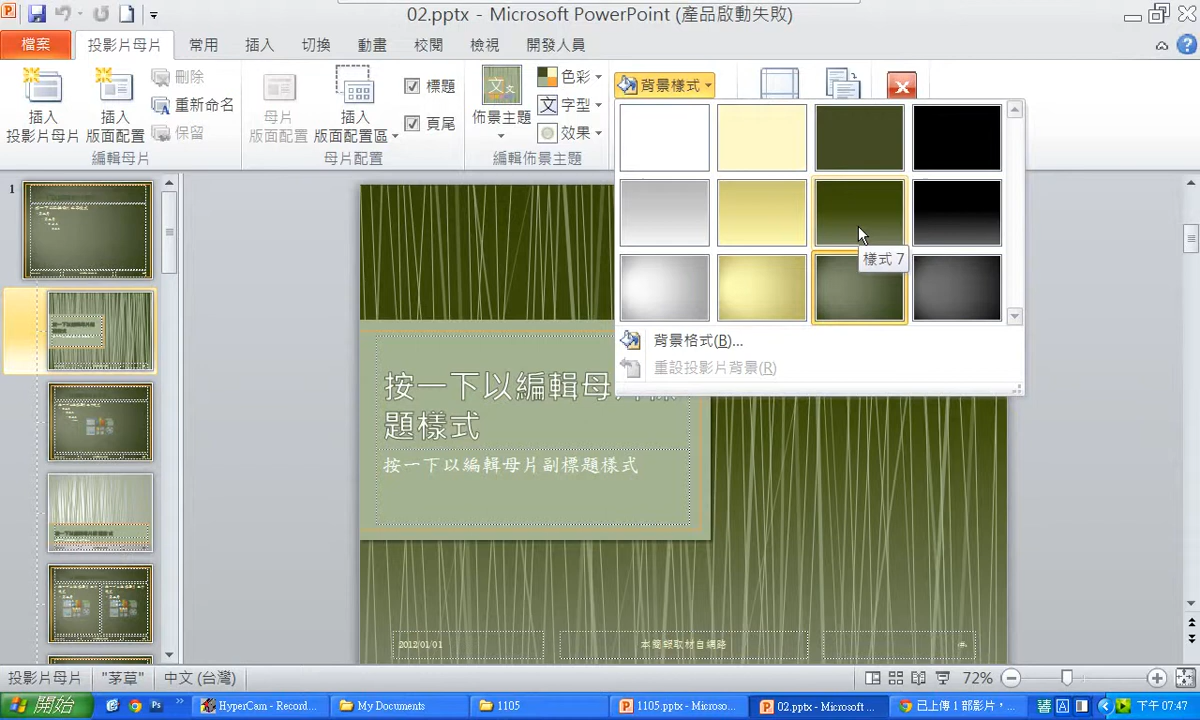 02.pptx - Microsoft PowerPoint (產品啟動失敗)
檔案 投影片母片 常用 插入 切換 動畫 校閱 檢視 開發人員
插入 投影片母片
插入 版面配置
刪除
重新命名
保留
編輯母片
母片 版面配置
插入 版面配置區
標題
頁尾
母片配置
佈景主題
色彩
字型
效果
編輯佈景主題
背景樣式
樣式 7
背景格式(B)...
重設投影片背景(R)
1
按一下以編輯母片標
題樣式
按一下以編輯母片副標題樣式
2012/01/01
本簡報取材自網路
‹#›
投影片母片 "茅草" 中文 (台灣) 72%
開始 HyperCam - Record... My Documents 1105 1105.pptx - Microso... 02.pptx - Microsoft ... 已上傳 1 部影片，... 下午 07:47